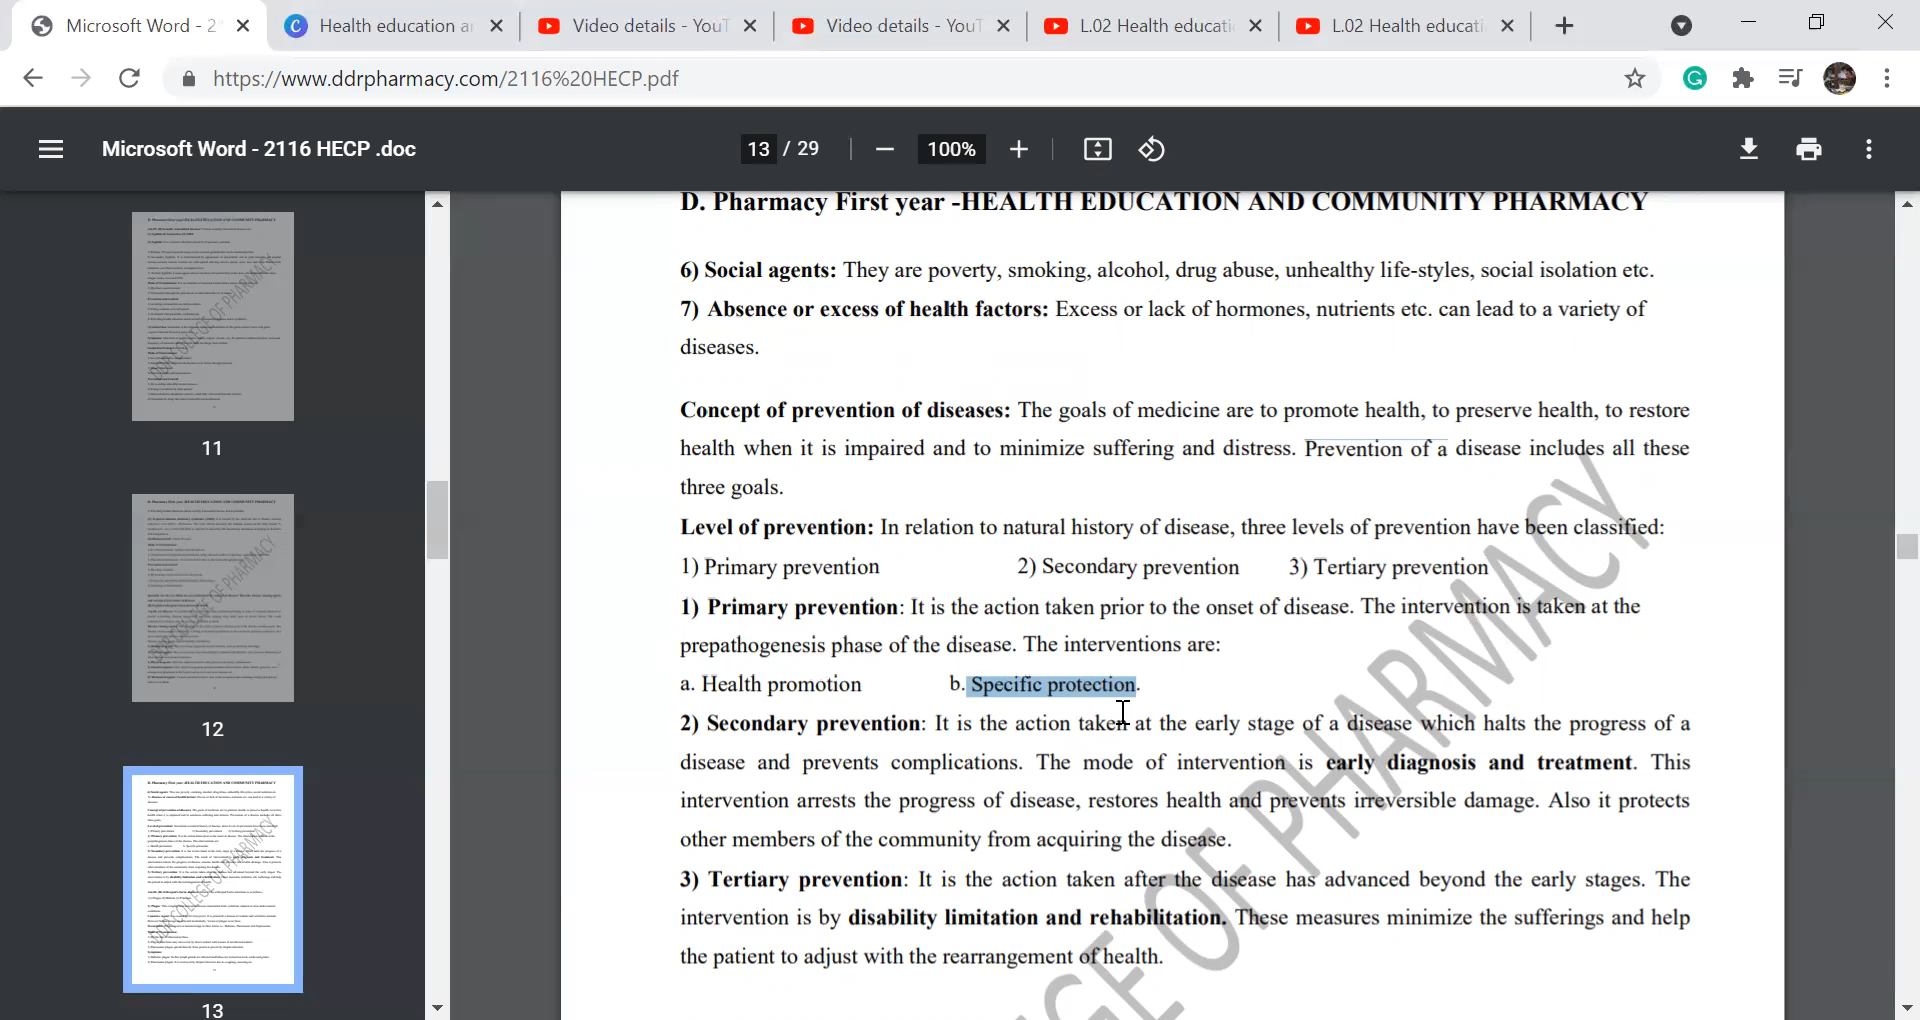 Microsoft Word - 2
Health education a
Video details - YouT
Video details - YouT
L.02 Health educati
L.02 Health educati
https://www.ddrpharmacy.com/2116%20HECP.pdf
Microsoft Word - 2116 HECP .doc
13 / 29
100%
11
12
13
D. Pharmacy First year -HEALTH EDUCATION AND COMMUNITY PHARMACY
6) Social agents: They are poverty, smoking, alcohol, drug abuse, unhealthy life-styles, social isolation etc.
7) Absence or excess of health factors: Excess or lack of hormones, nutrients etc. can lead to a variety of
diseases.
Concept of prevention of diseases: The goals of medicine are to promote health, to preserve health, to restore
health when it is impaired and to minimize suffering and distress. Prevention of a disease includes all these
three goals.
Level of prevention: In relation to natural history of disease, three levels of prevention have been classified:
1) Primary prevention 2) Secondary prevention 3) Tertiary prevention
1) Primary prevention: It is the action taken prior to the onset of disease. The intervention is taken at the
prepathogenesis phase of the disease. The interventions are:
a. Health promotion b. Specific protection.
2) Secondary prevention: It is the action taken at the early stage of a disease which halts the progress of a
disease and prevents complications. The mode of intervention is early diagnosis and treatment. This
intervention arrests the progress of disease, restores health and prevents irreversible damage. Also it protects
other members of the community from acquiring the disease.
3) Tertiary prevention: It is the action taken after the disease has advanced beyond the early stages. The
intervention is by disability limitation and rehabilitation. These measures minimize the sufferings and help
the patient to adjust with the rearrangement of health.
GE OF PHARMACY